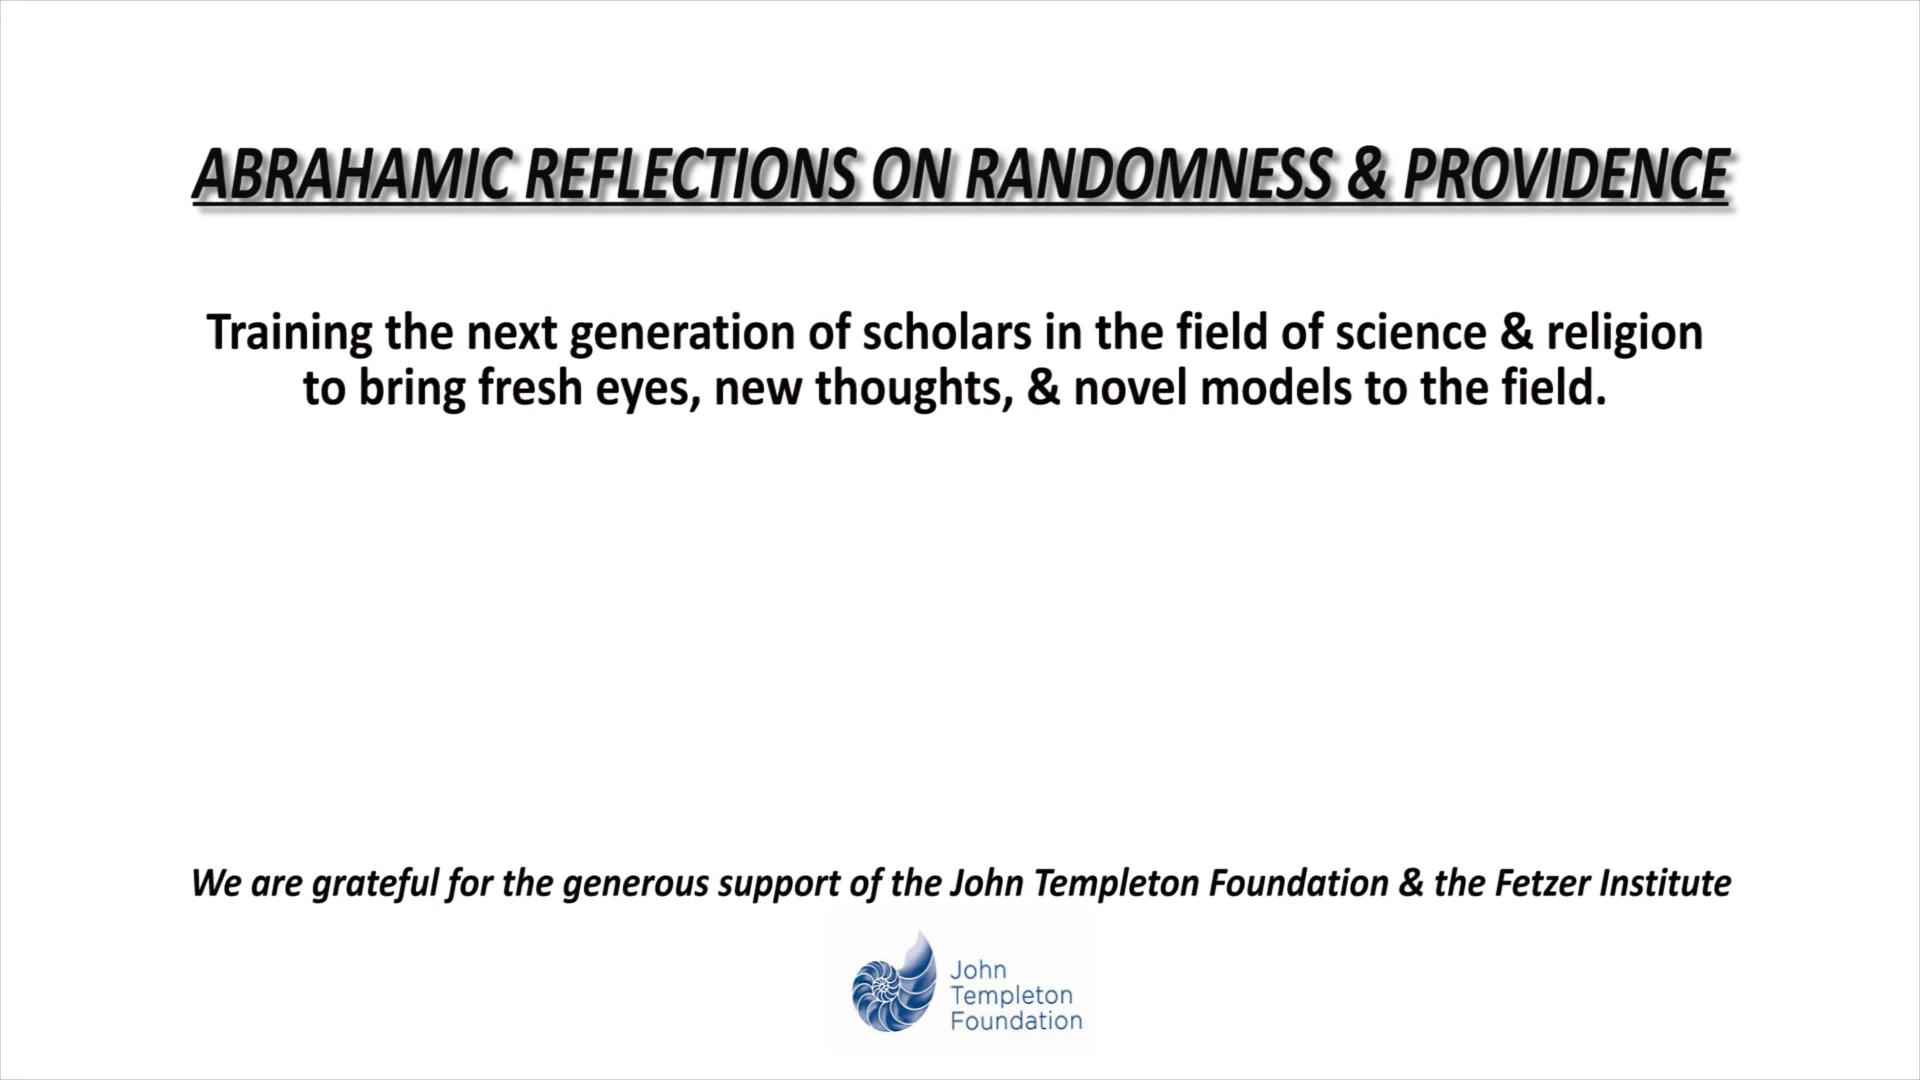 ABRAHAMIC REFLECTIONS ON RANDOMNESS & PROVIDENCE
Training the next generation of scholars in the field of science & religion
to bring fresh eyes, new thoughts, & novel models to the field.
We are grateful for the generous support of the John Templeton Foundation & the Fetzer Institute
John
Templeton
Foundation